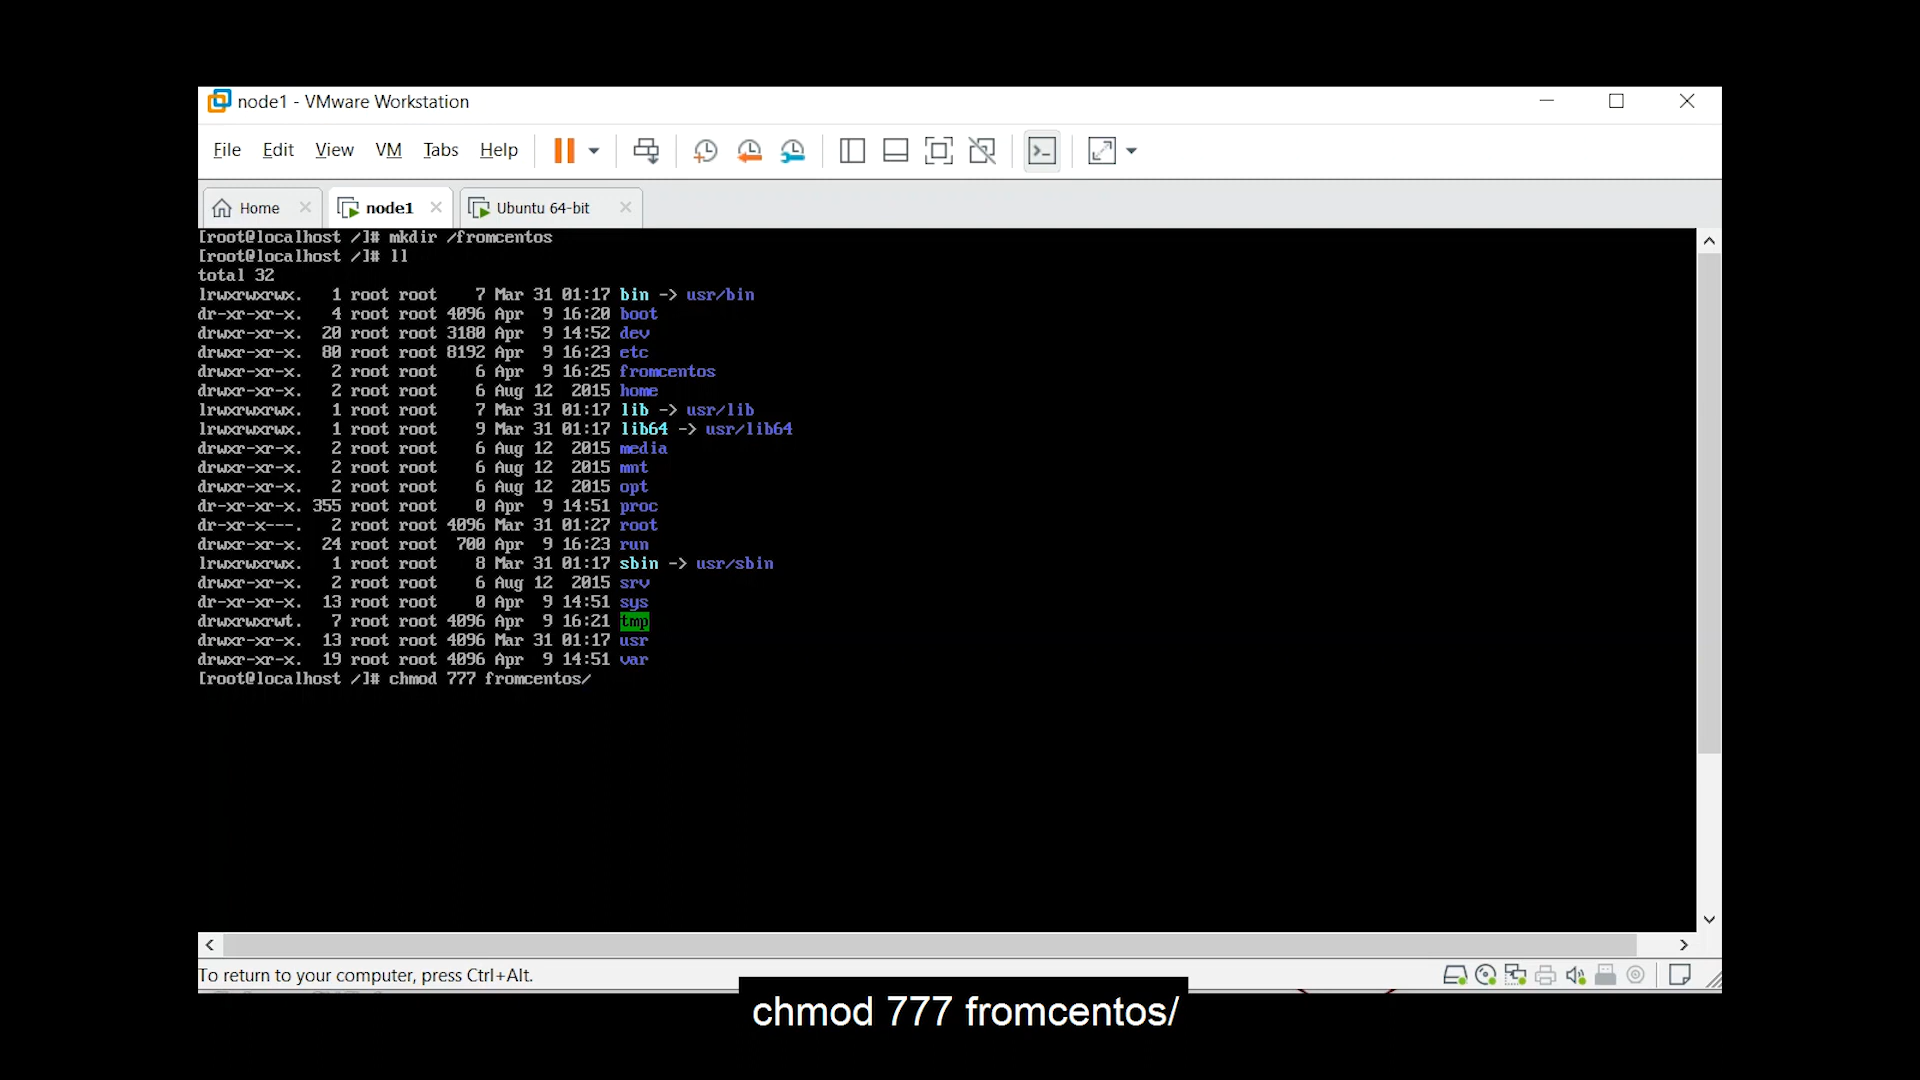 node1 - VMware Workstation
File Edit View VM Tabs Help
Home node1 Ubuntu 64-bit
[root@localhost /]# mkdir /fromcentos
[root@localhost /]# ll
total 32
lrwxrwxrwx.   1 root root    7 Mar 31 01:17 bin -> usr/bin
dr-xr-xr-x.   4 root root 4096 Apr  9 16:20 boot
drwxr-xr-x.  20 root root 3180 Apr  9 14:52 dev
drwxr-xr-x.  80 root root 8192 Apr  9 16:23 etc
drwxr-xr-x.   2 root root    6 Apr  9 16:25 fromcentos
drwxr-xr-x.   2 root root    6 Aug 12  2015 home
lrwxrwxrwx.   1 root root    7 Mar 31 01:17 lib -> usr/lib
lrwxrwxrwx.   1 root root    9 Mar 31 01:17 lib64 -> usr/lib64
drwxr-xr-x.   2 root root    6 Aug 12  2015 media
drwxr-xr-x.   2 root root    6 Aug 12  2015 mnt
drwxr-xr-x.   2 root root    6 Aug 12  2015 opt
dr-xr-xr-x. 355 root root    0 Apr  9 14:51 proc
dr-xr-x---.   2 root root 4096 Mar 31 01:27 root
drwxr-xr-x.  24 root root  700 Apr  9 16:23 run
lrwxrwxrwx.   1 root root    8 Mar 31 01:17 sbin -> usr/sbin
drwxr-xr-x.   2 root root    6 Aug 12  2015 srv
dr-xr-xr-x.  13 root root    0 Apr  9 14:51 sys
drwxrwxrwt.   7 root root 4096 Apr  9 16:21 tmp
drwxr-xr-x.  13 root root 4096 Mar 31 01:17 usr
drwxr-xr-x.  19 root root 4096 Apr  9 14:51 var
[root@localhost /]# chmod 777 fromcentos/
To return to your computer, press Ctrl+Alt.
chmod 777 fromcentos/